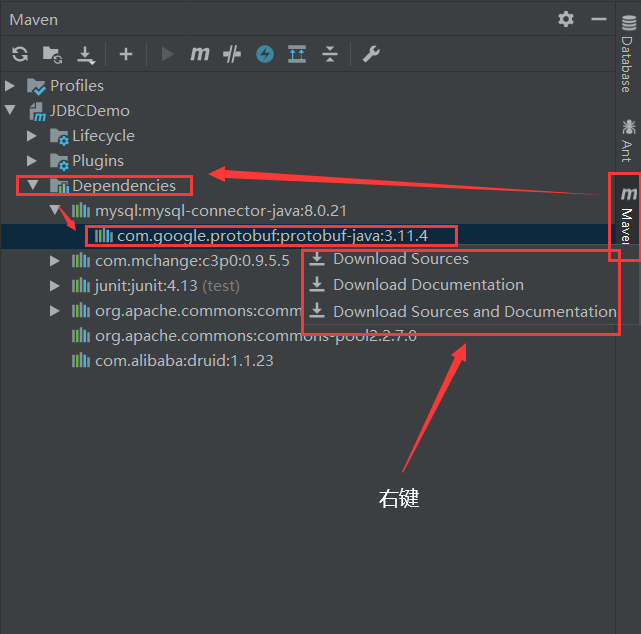 Maven
Profiles
JDBCDemo
Lifecycle
Plugins
Dependencies
mysql:mysql-connector-java:8.0.21
com.google.protobuf:protobuf-java:3.11.4
com.mchange:c3p0:0.9.5.5
Download Sources
junit:junit:4.13 (test)
Download Documentation
org.apache.commons:comm
Download Sources and Documentation
org.apache.commons:commons-pool2:2.7.0
com.alibaba:druid:1.1.23
右键
Database
Ant
m
Maven